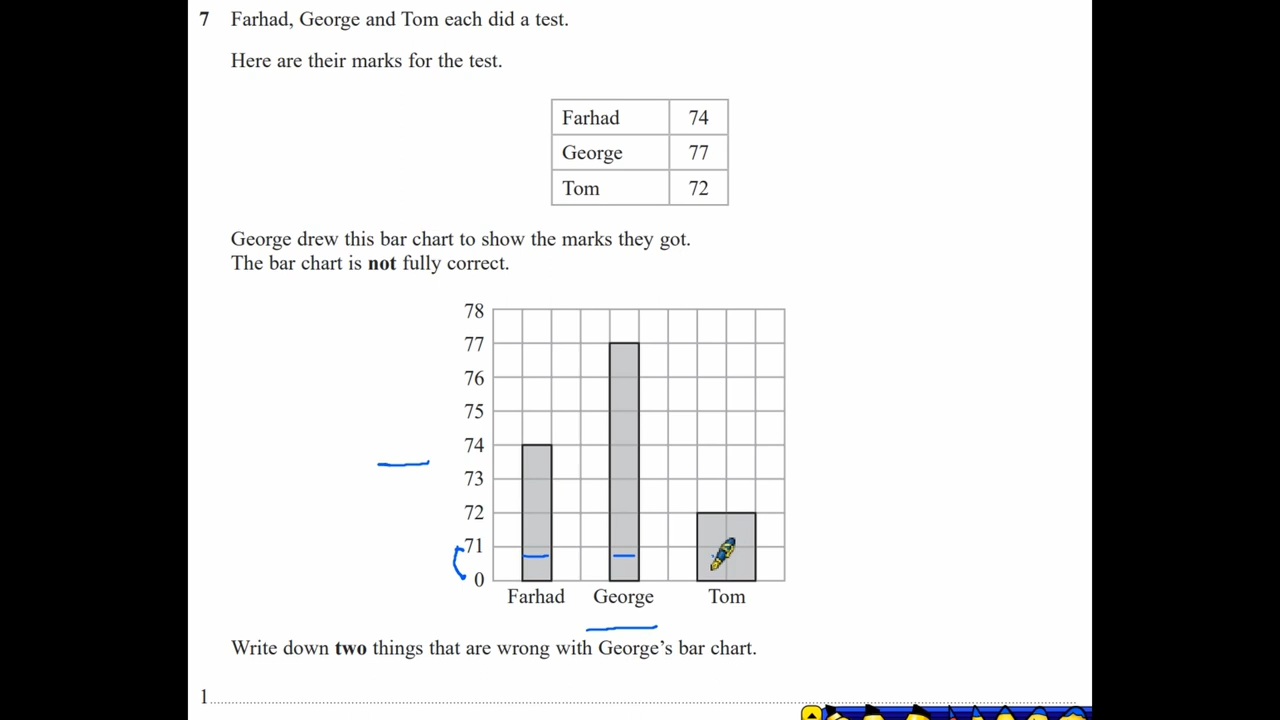 7 Farhad, George and Tom each did a test.
Here are their marks for the test.
Farhad 74
George 77
Tom 72
George drew this bar chart to show the marks they got.
The bar chart is not fully correct.
78
77
76
75
74
73
72
71
0
Farhad George Tom
Write down two things that are wrong with George's bar chart.
1